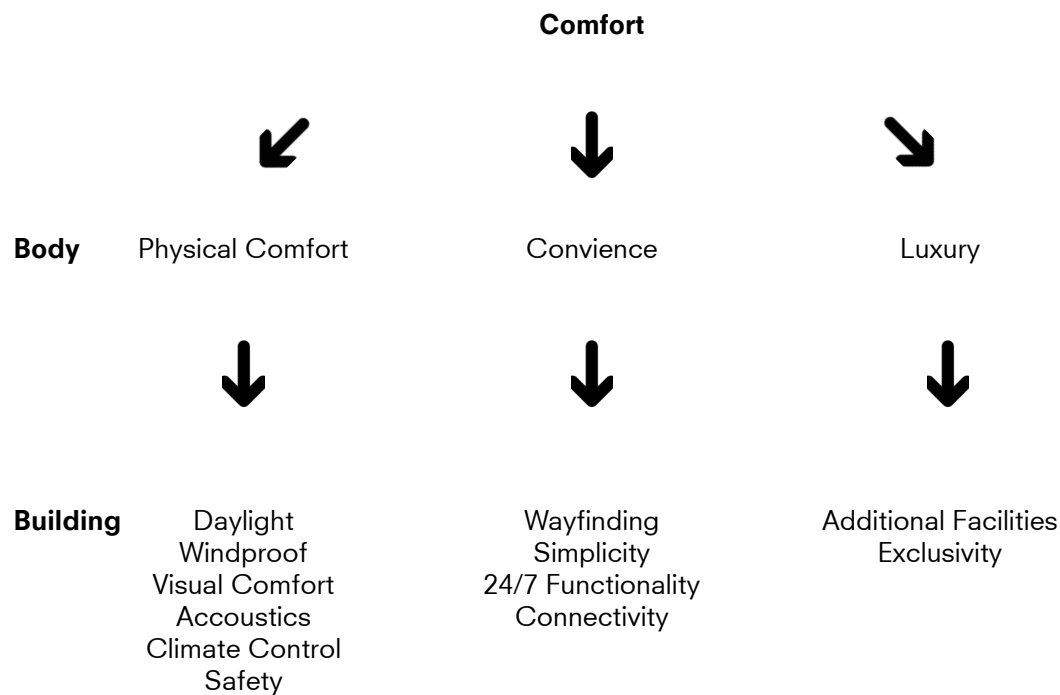 Comfort
Body
Physical Comfort
Convience
Luxury
Building
Daylight
Windproof
Visual Comfort
Accoustics
Climate Control
Safety
Wayfinding
Simplicity
24/7 Functionality
Connectivity
Additional Facilities
Exclusivity